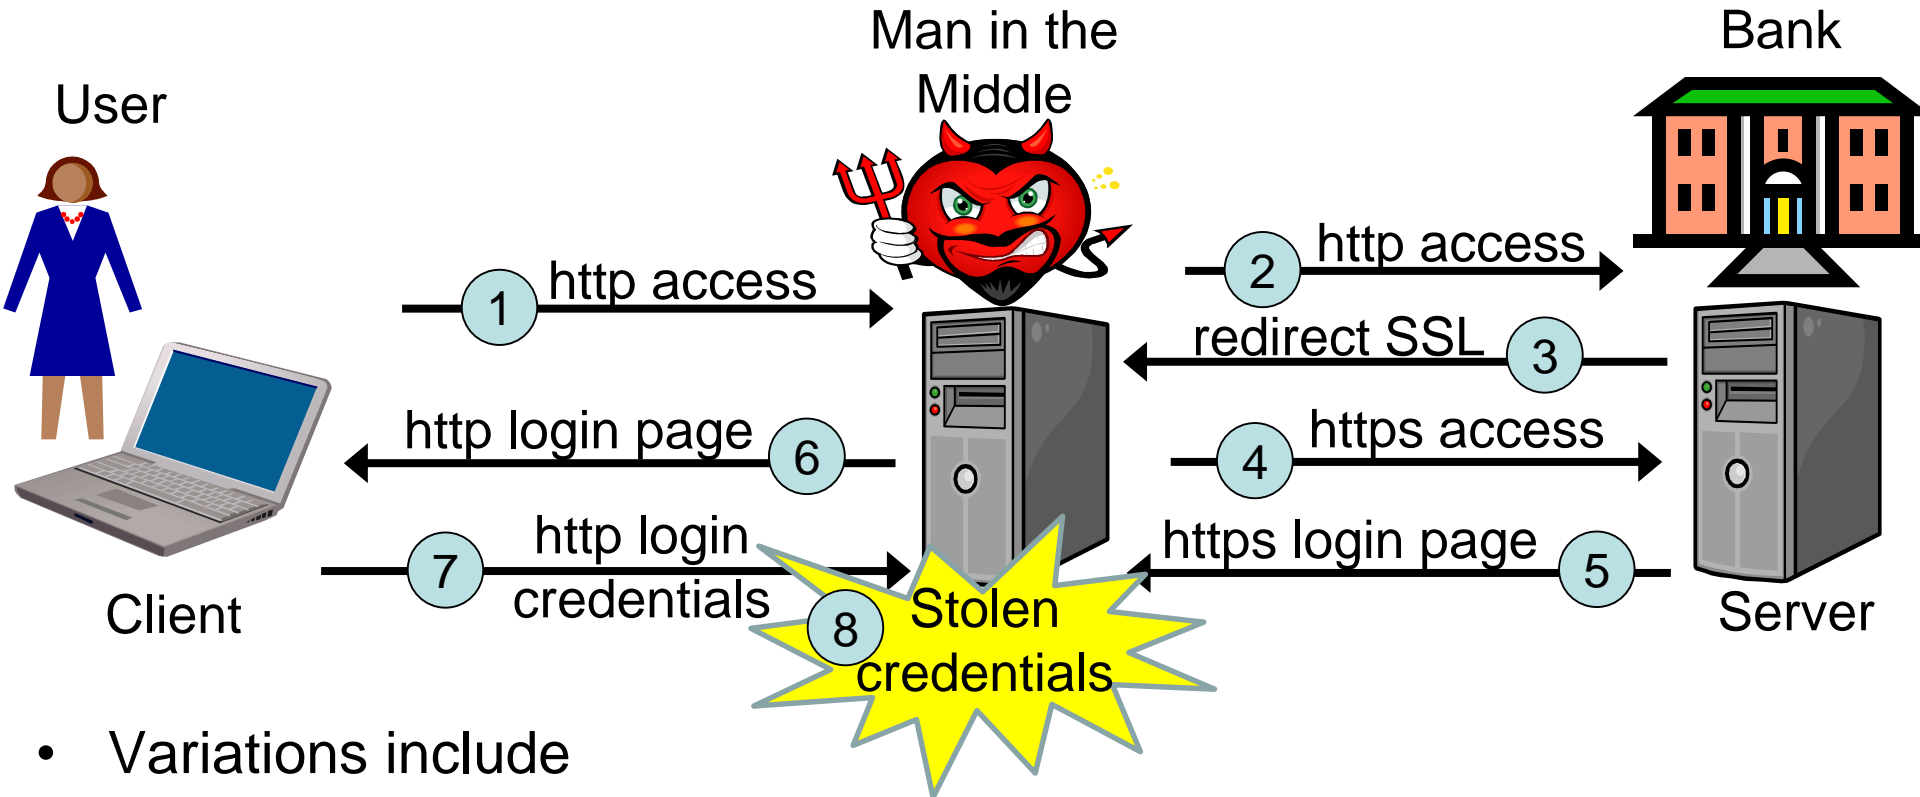 Man in the
Middle
Bank
User
2 http access
1 http access
redirect SSL 3
http login page 6
4 https access
7 http login
credentials
https login page 5
Client
8 Stolen
credentials
Server
• Variations include